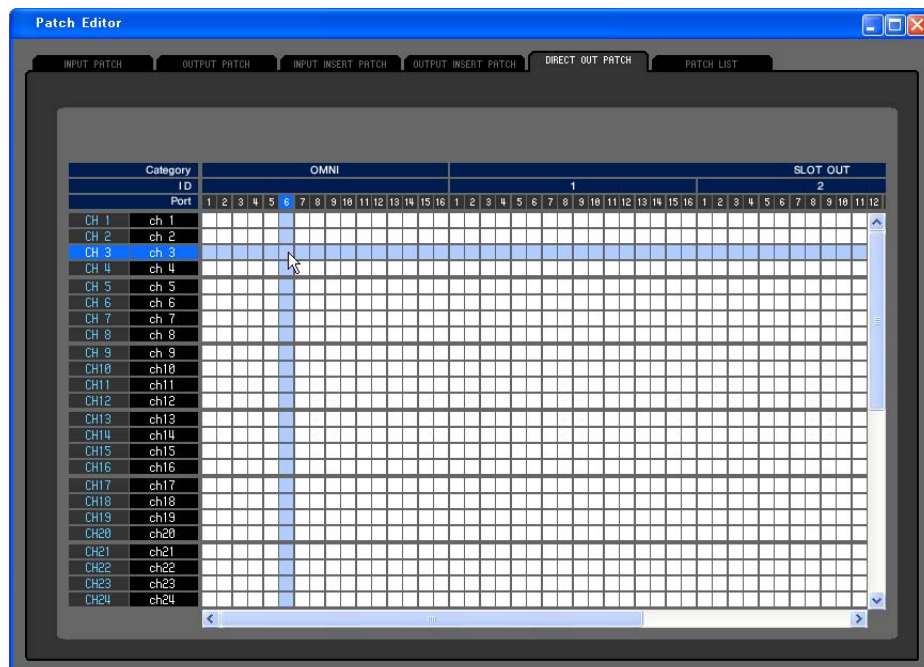 Patch Editor
INPUT PATCH OUTPUT PATCH INPUT INSERT PATCH OUTPUT INSERT PATCH DIRECT OUT PATCH PATCH LIST
Category OMNI SLOT OUT
ID 1 2
Port 1 2 3 4 5 6 7 8 9 10 11 12 13 14 15 16 1 2 3 4 5 6 7 8 9 10 11 12 13 14 15 16 1 2 3 4 5 6 7 8 9 10 11 12
CH 1 ch 1
CH 2 ch 2
CH 3 ch 3
CH 4 ch 4
CH 5 ch 5
CH 6 ch 6
CH 7 ch 7
CH 8 ch 8
CH 9 ch 9
CH10 ch10
CH11 ch11
CH12 ch12
CH13 ch13
CH14 ch14
CH15 ch15
CH16 ch16
CH17 ch17
CH18 ch18
CH19 ch19
CH20 ch20
CH21 ch21
CH22 ch22
CH23 ch23
CH24 ch24